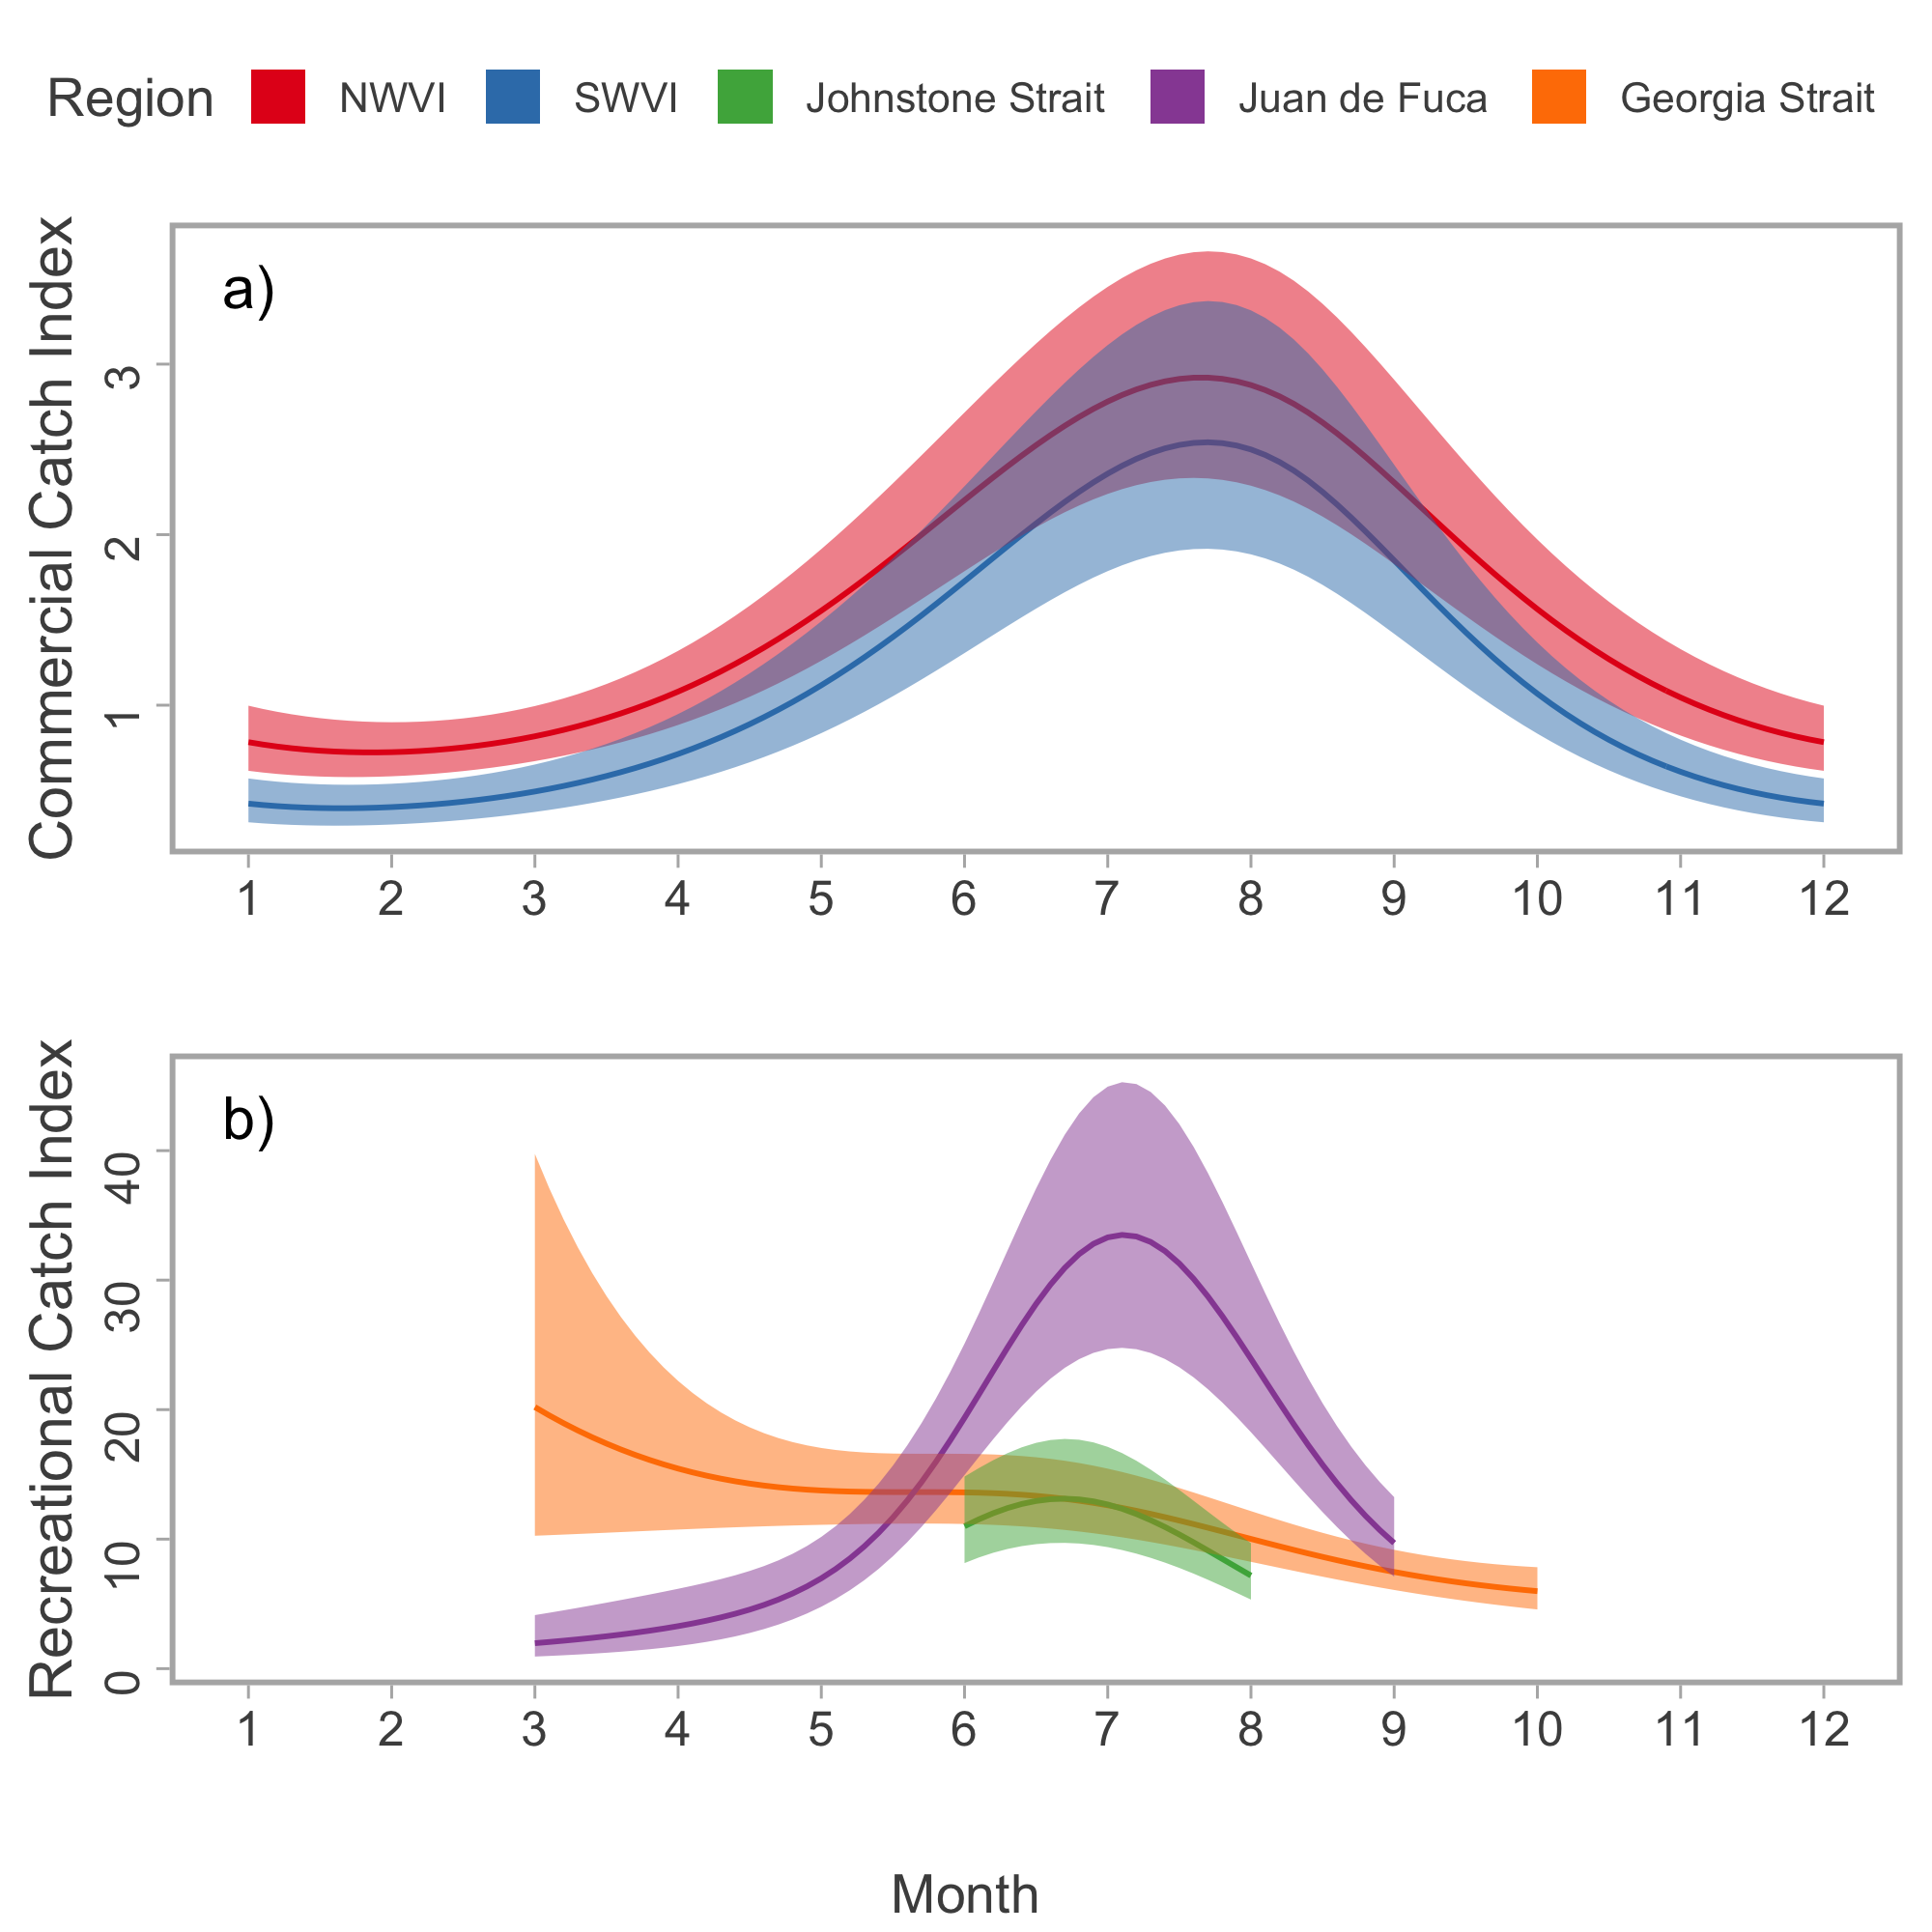 Region NWVI SWVI Johnstone Strait Juan de Fuca Georgia Strait
a)
Commercial Catch Index
3
2
1
1 2 3 4 5 6 7 8 9 10 11 12
b)
Recreational Catch Index
40
30
20
10
0
1 2 3 4 5 6 7 8 9 10 11 12
Month